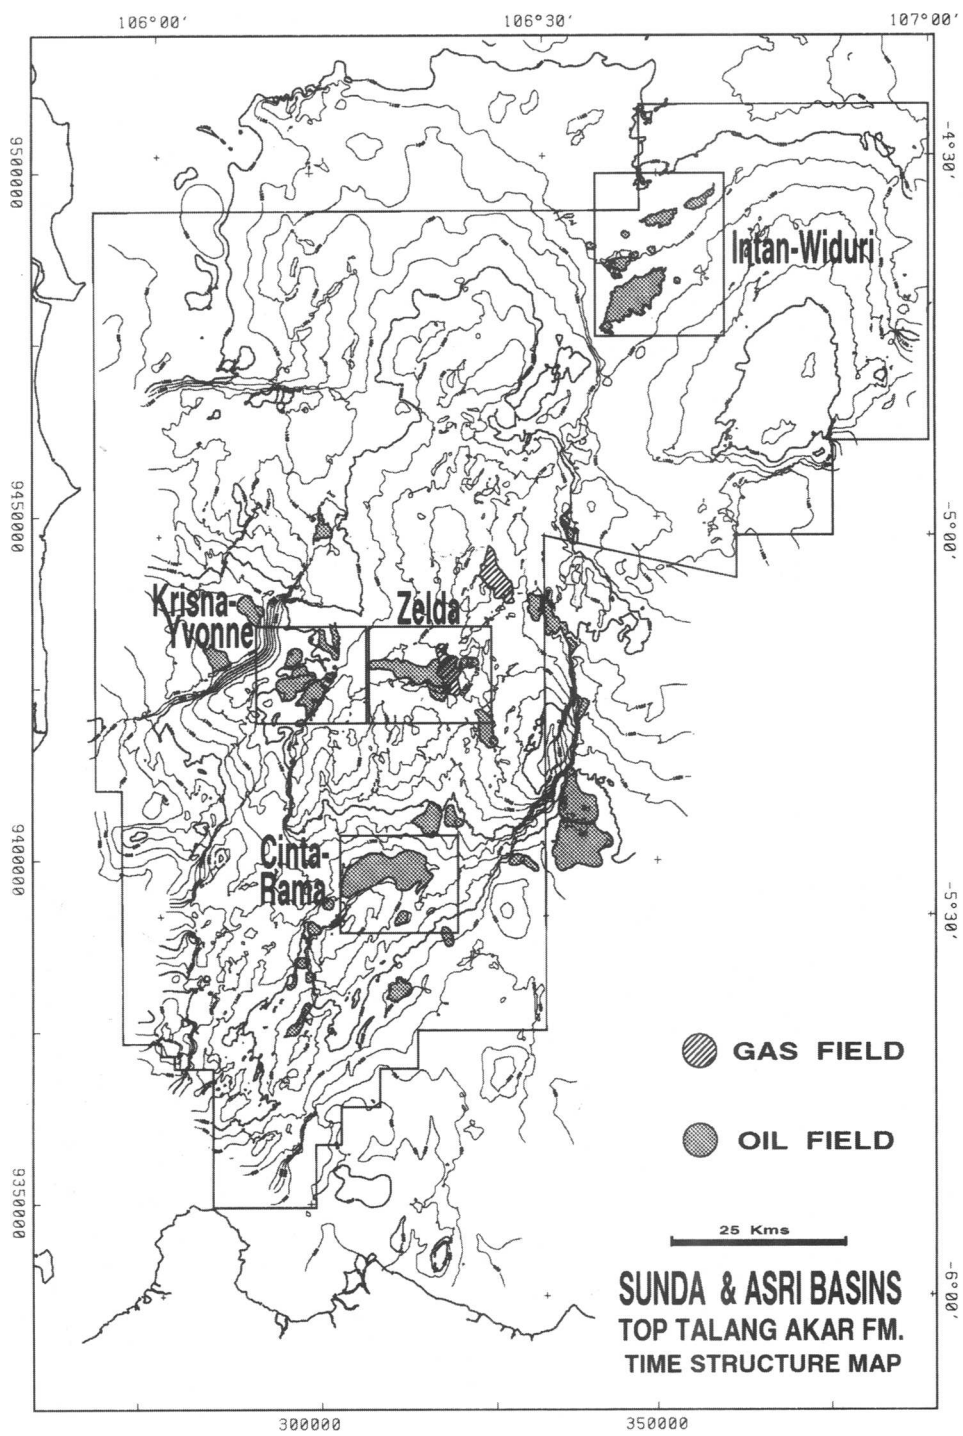 106°00'
106°30'
107°00'
9500000
-4°30'
Intan-Widuri
9450000
-5°00'
Krisna-
Yvonne
Zelda
9400000
Cinta-
Rama
-5°30'
GAS FIELD
OIL FIELD
9350000
25 Kms
-6°00'
SUNDA & ASRI BASINS
TOP TALANG AKAR FM.
TIME STRUCTURE MAP
300000
350000